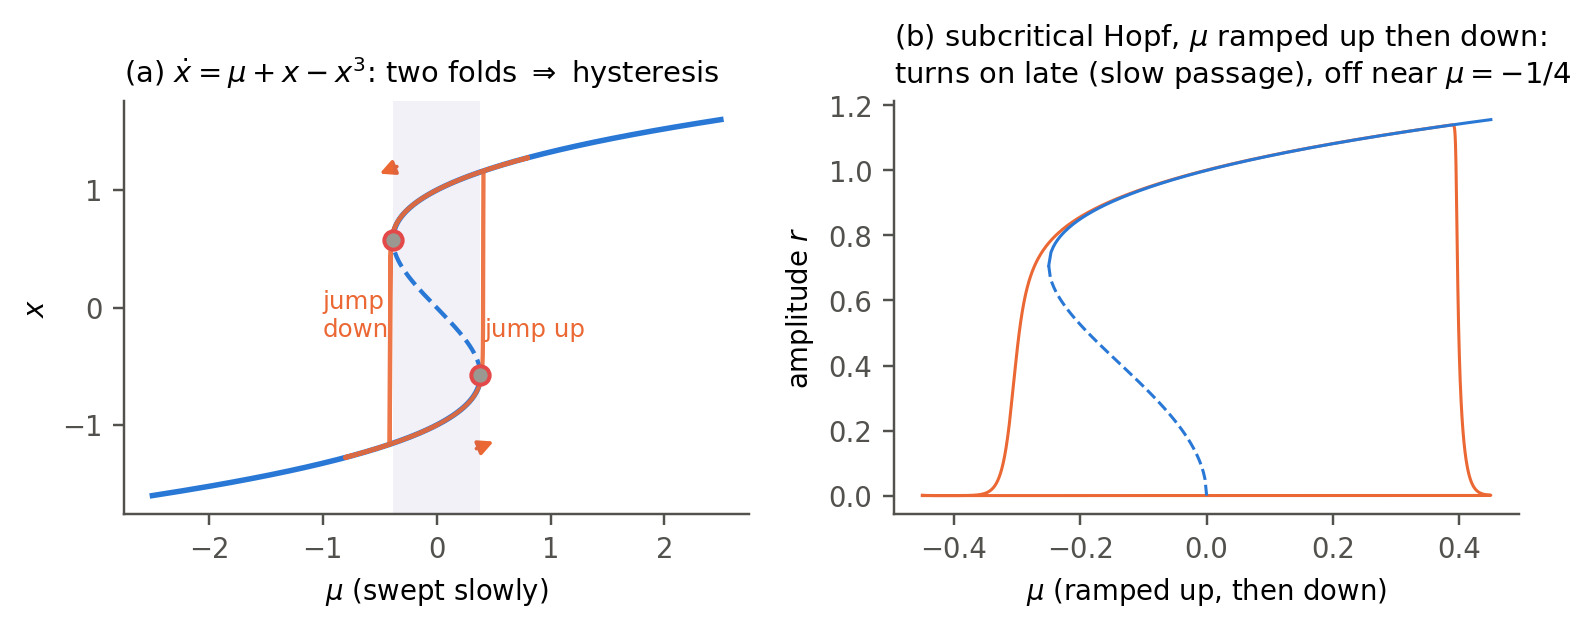 (a) ẋ = μ + x − x³: two folds ⇒ hysteresis
x
1
0
−1
jump
down
jump up
−2
−1
0
1
2
μ (swept slowly)
(b) subcritical Hopf, μ ramped up then down:
turns on late (slow passage), off near μ = −1/4
amplitude r
1.2
1.0
0.8
0.6
0.4
0.2
0.0
−0.4
−0.2
0.0
0.2
0.4
μ (ramped up, then down)